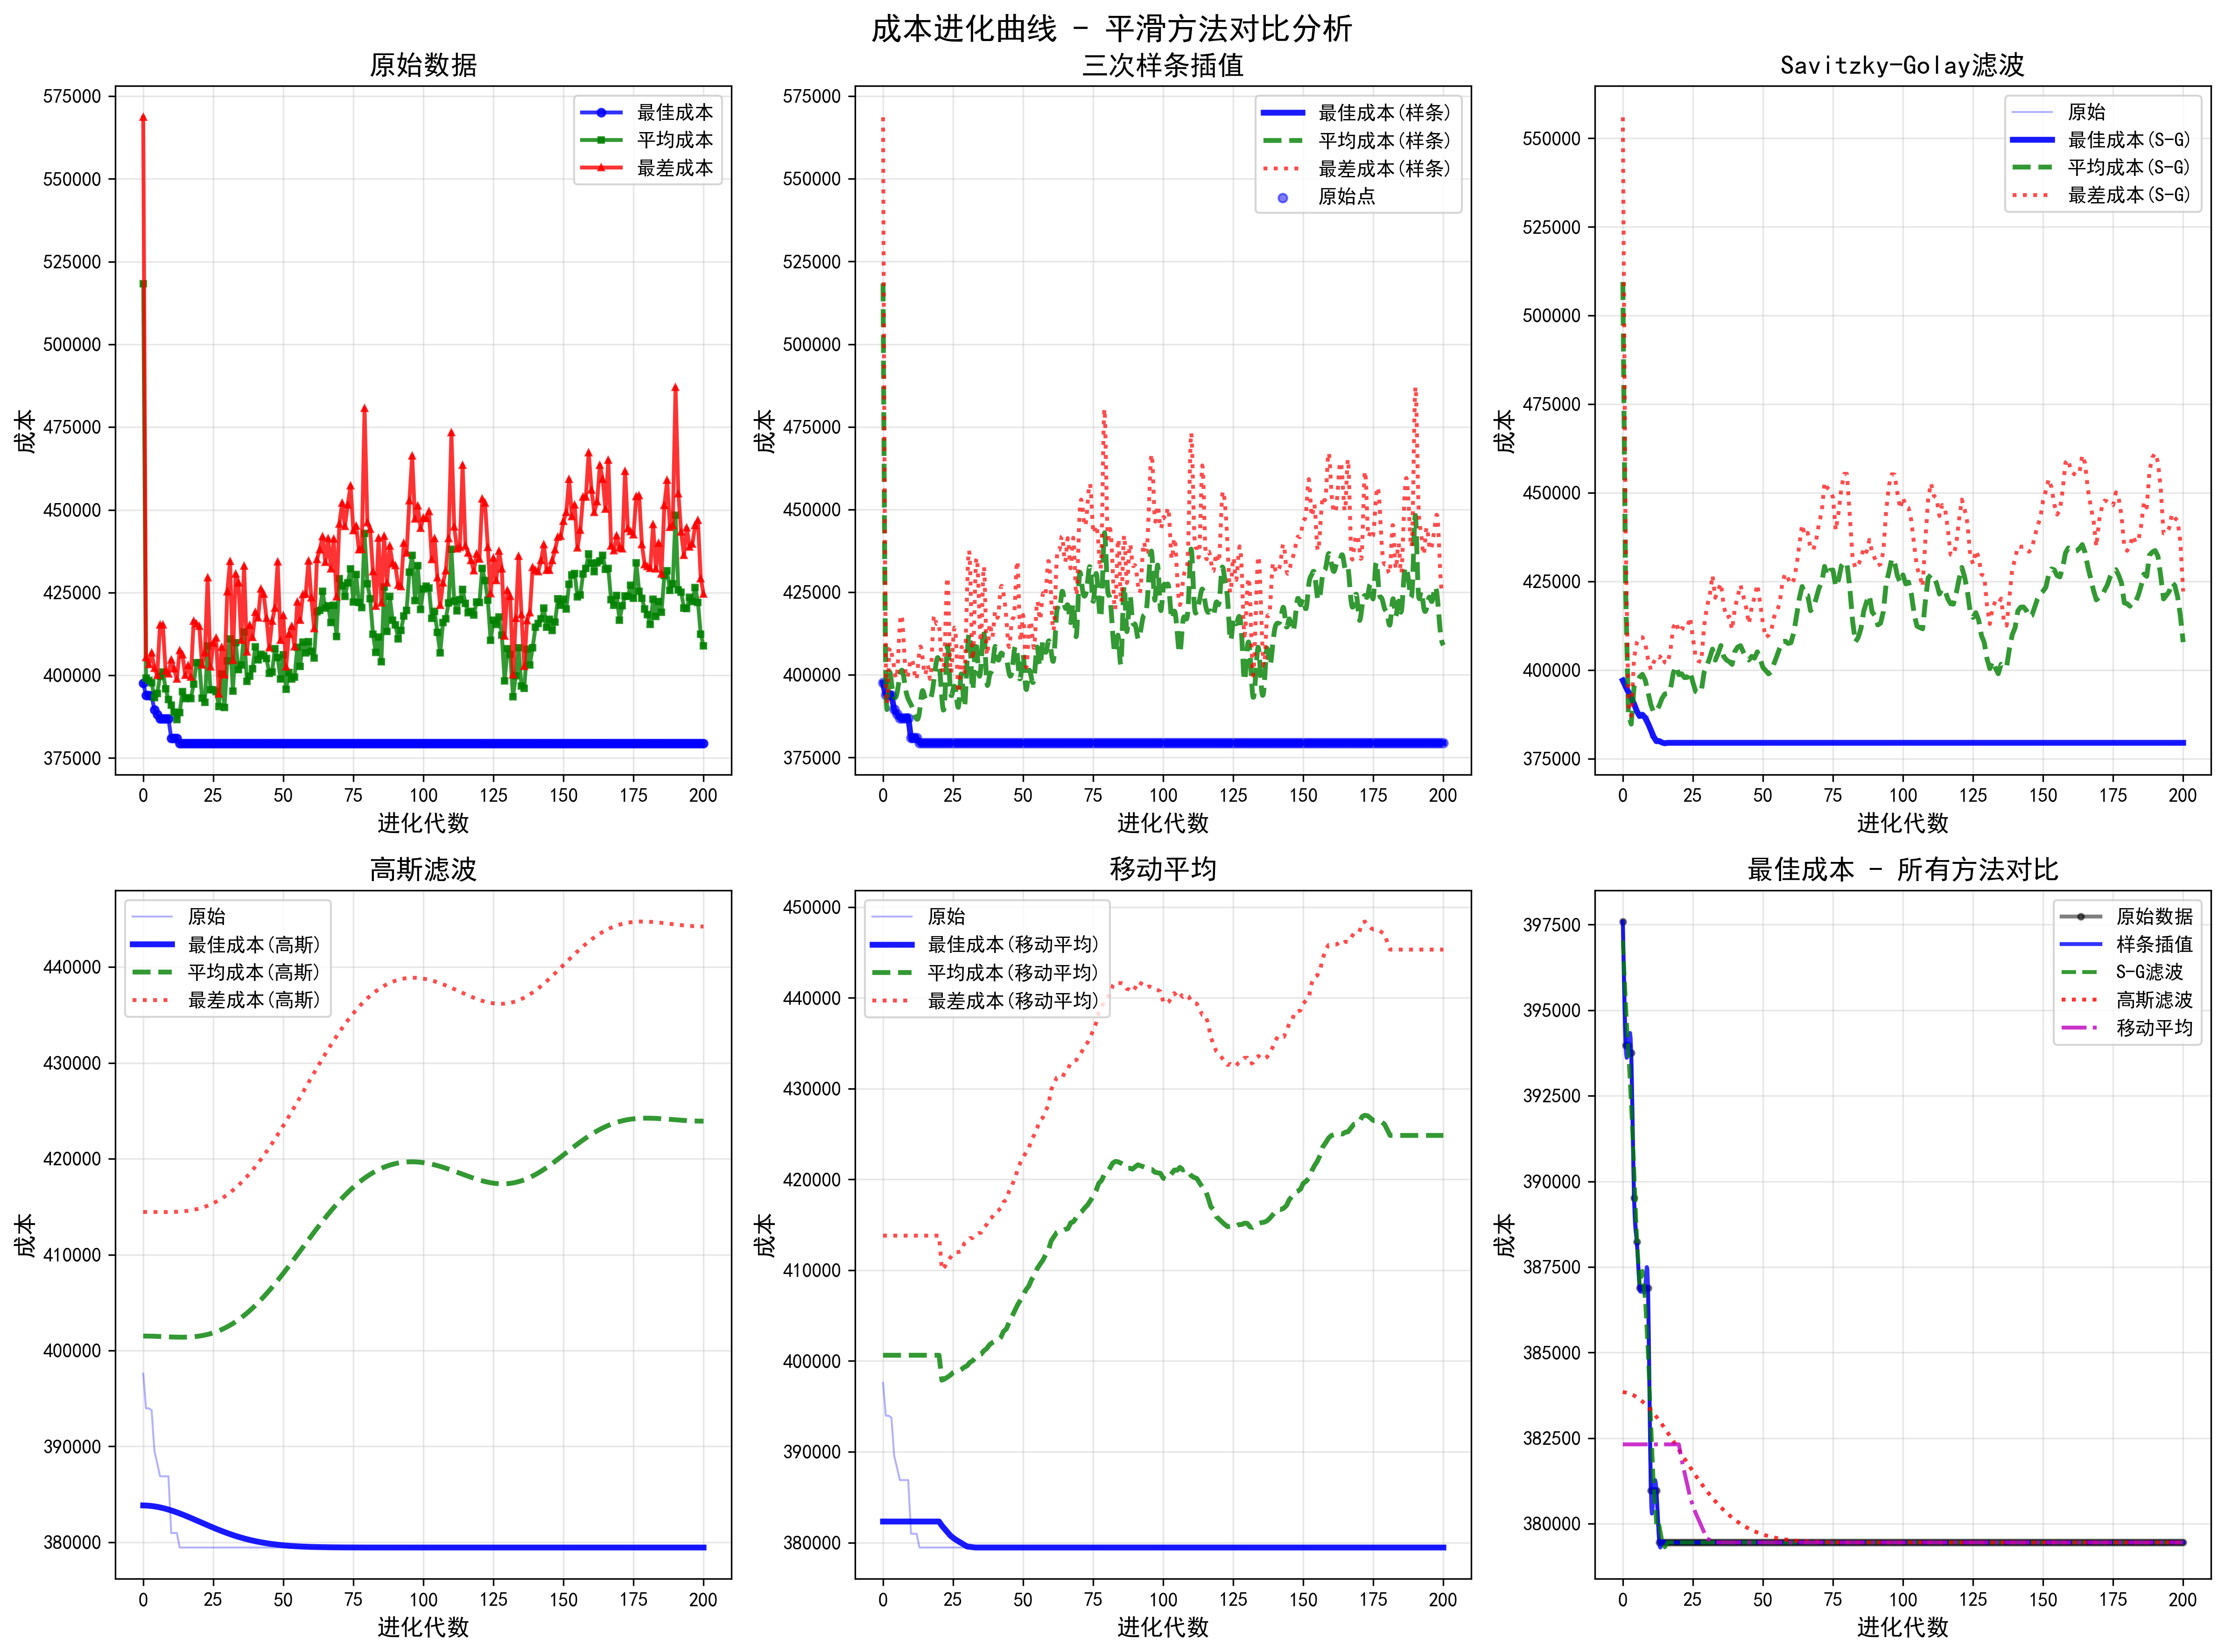 成本进化曲线 - 平滑方法对比分析
原始数据
575000
550000
525000
500000
475000
450000
425000
400000
375000
0 25 50 75 100 125 150 175 200
成本
进化代数
最佳成本
平均成本
最差成本
三次样条插值
575000
550000
525000
500000
475000
450000
425000
400000
375000
0 25 50 75 100 125 150 175 200
成本
进化代数
最佳成本(样条)
平均成本(样条)
最差成本(样条)
原始点
Savitzky-Golay滤波
550000
525000
500000
475000
450000
425000
400000
375000
0 25 50 75 100 125 150 175 200
成本
进化代数
原始
最佳成本(S-G)
平均成本(S-G)
最差成本(S-G)
高斯滤波
440000
430000
420000
410000
400000
390000
380000
0 25 50 75 100 125 150 175 200
成本
进化代数
原始
最佳成本(高斯)
平均成本(高斯)
最差成本(高斯)
移动平均
450000
440000
430000
420000
410000
400000
390000
380000
0 25 50 75 100 125 150 175 200
成本
进化代数
原始
最佳成本(移动平均)
平均成本(移动平均)
最差成本(移动平均)
最佳成本 - 所有方法对比
397500
395000
392500
390000
387500
385000
382500
380000
0 25 50 75 100 125 150 175 200
成本
进化代数
原始数据
样条插值
S-G滤波
高斯滤波
移动平均